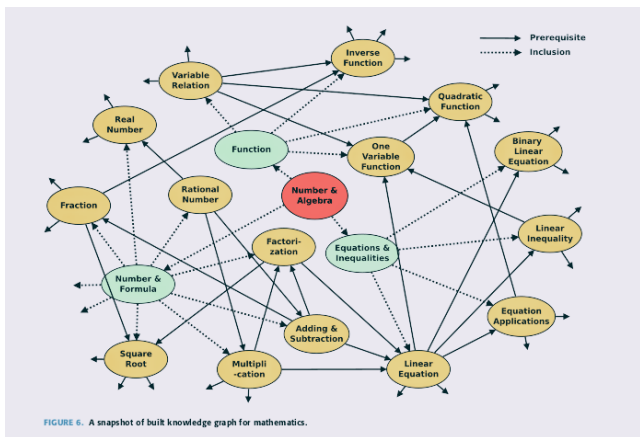 Prerequisite
Inclusion
Inverse
Function
Variable
Relation
Quadratic
Function
Real
Number
Function
One
Variable
Function
Binary
Linear
Equation
Fraction
Rational
Number
Number &
Algebra
Linear
Inequality
Factori-
zation
Equations &
Inequalities
Number &
Formula
Equation
Applications
Adding &
Subtraction
Square
Root
Multipli
-cation
Linear
Equation
FIGURE 6. A snapshot of built knowledge graph for mathematics.